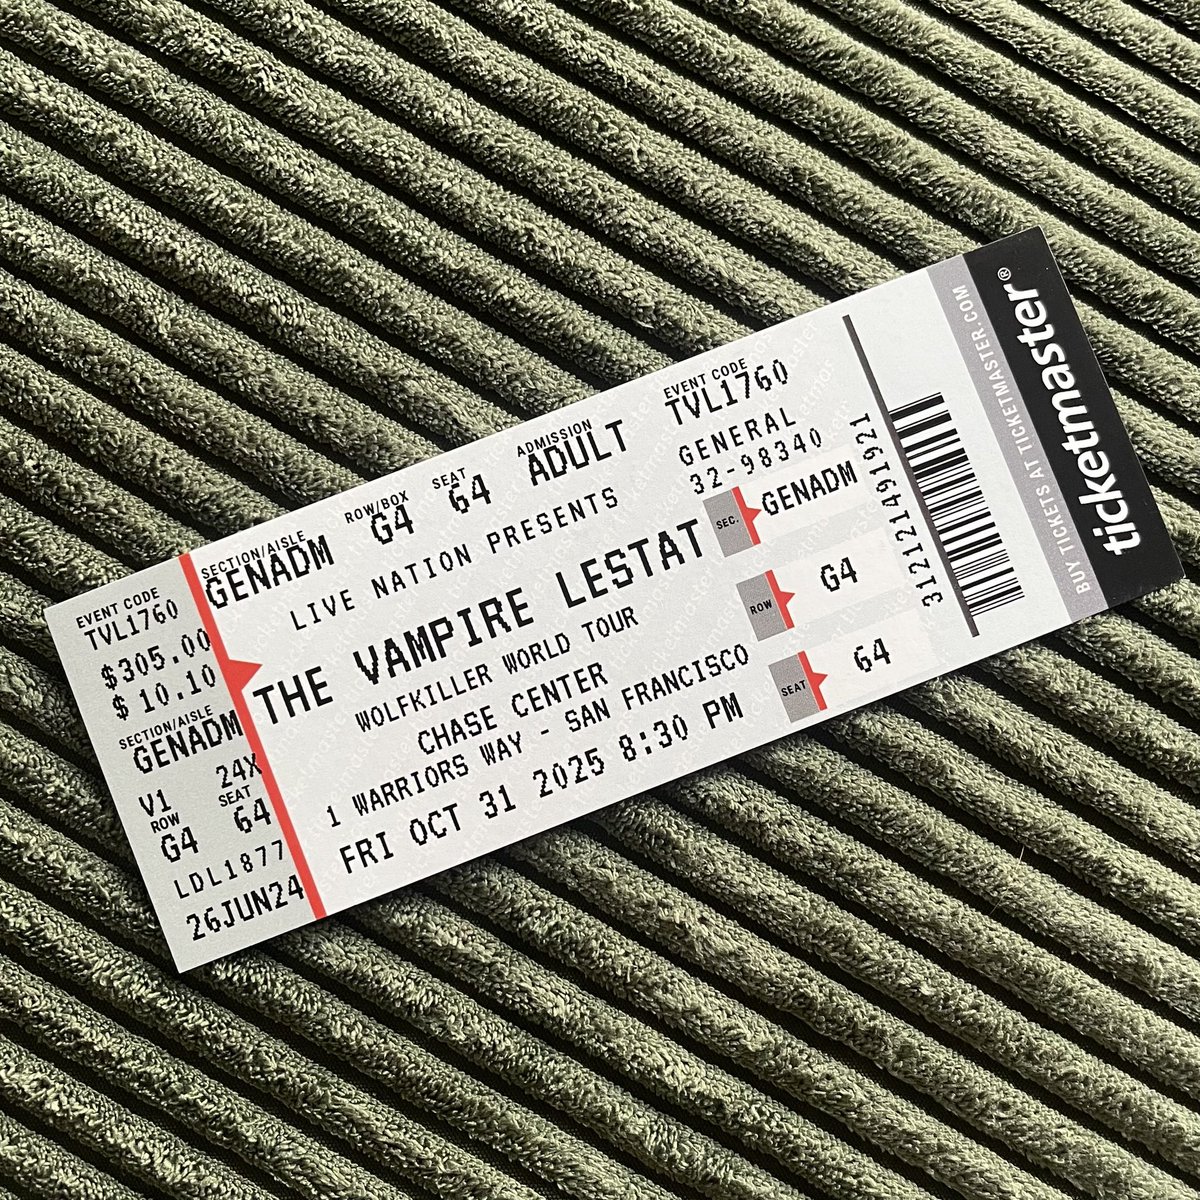 EVENT CODE
TVL1760
$305.00
$ 10.10
SECTION/AISLE
GENADM
24X
V1
ROW
SEAT
G4
64
LDL1877
26JUN24
SECTION/AISLE
GENADM
ROW/BOX
G4
SEAT
64
ADMISSION
ADULT
LIVE NATION PRESENTS
THE VAMPIRE LESTAT
WOLFKILLER WORLD TOUR
CHASE CENTER
1 WARRIORS WAY - SAN FRANCISCO
FRI OCT 31 2025 8:30 PM
EVENT CODE
TVL1760
GENERAL
32-98340
SEC.
GENADM
ROW
G4
SEAT
64
312121491921
BUY TICKETS AT TICKETMASTER.COM
ticketmaster®